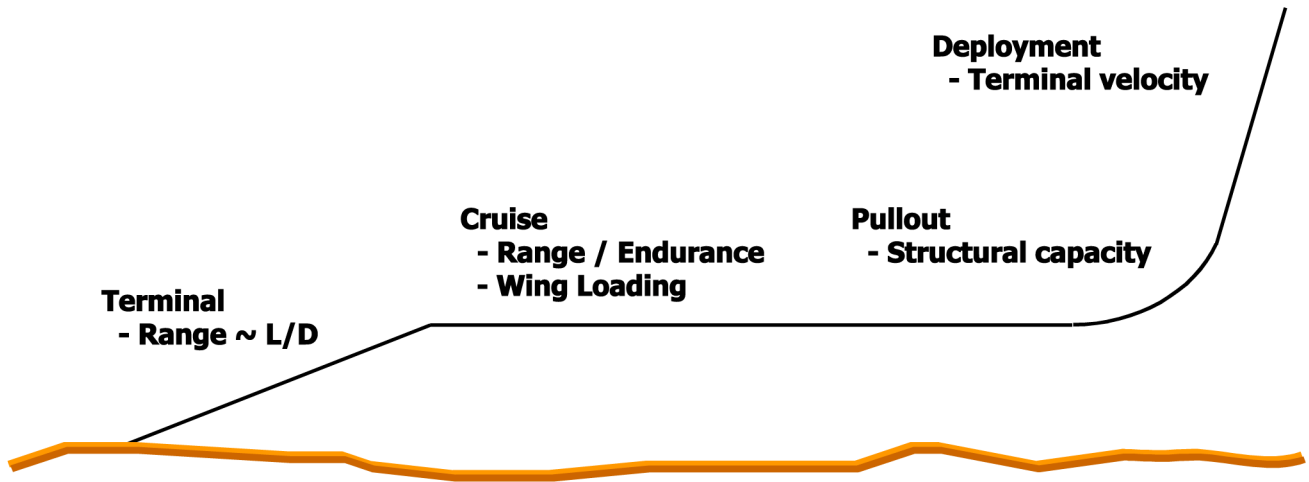 Deployment
- Terminal velocity
Cruise
- Range / Endurance
- Wing Loading
Pullout
- Structural capacity
Terminal
- Range ~ L/D